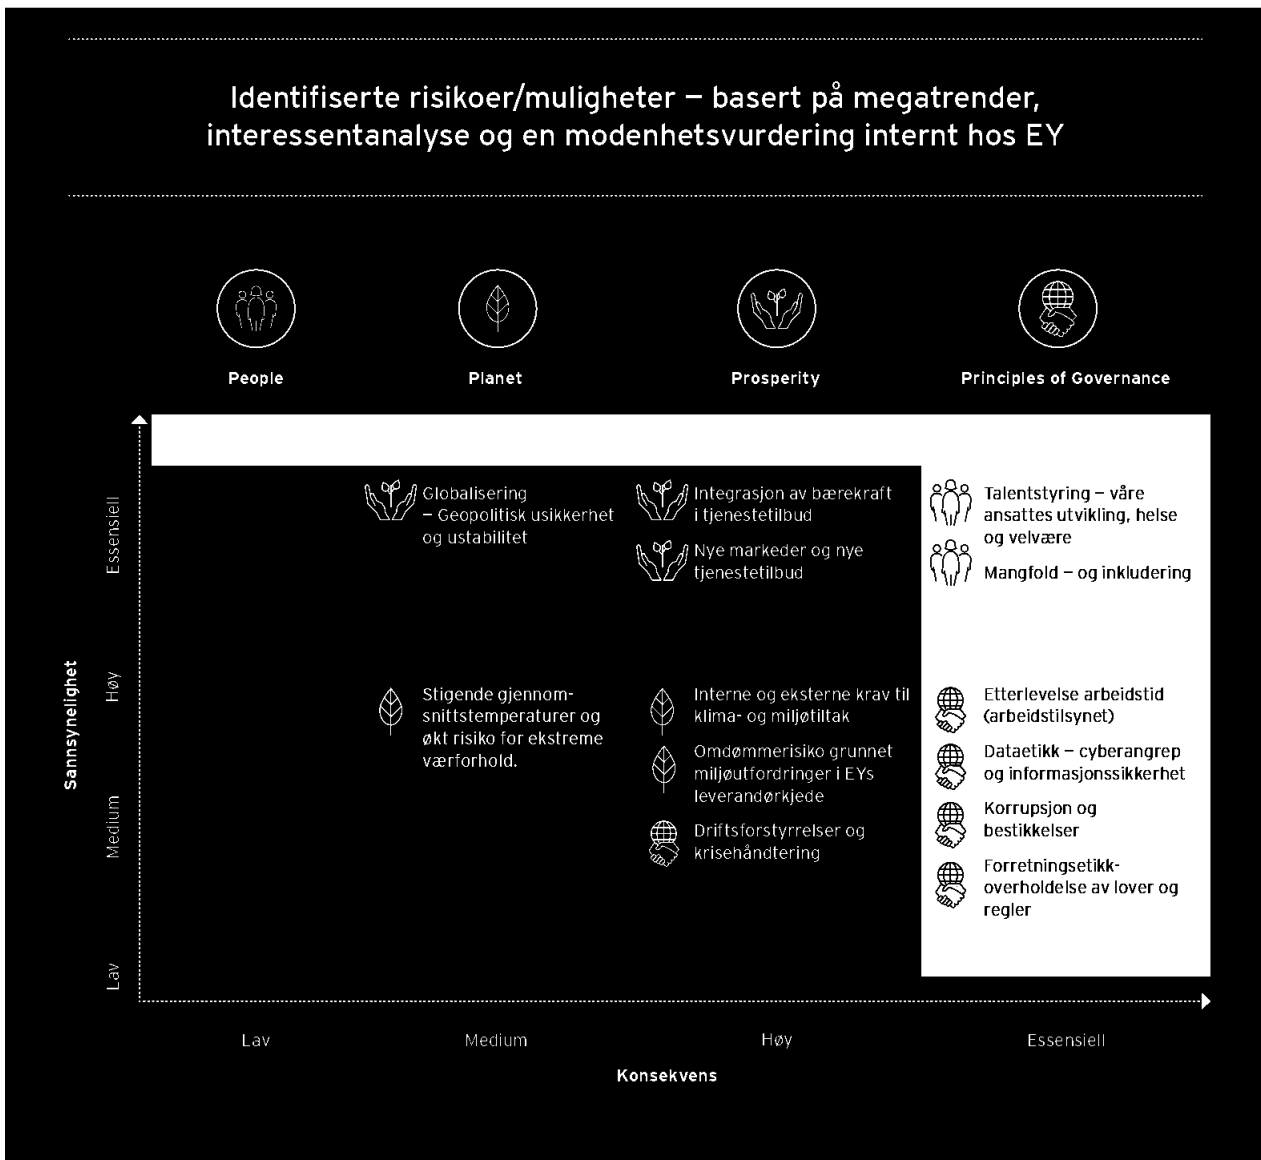 Identifiserte risikoer/muligheter – basert på megatrender,
interessentanalyse og en modenhetsvurdering internt hos EY
People
Planet
Prosperity
Principles of Governance
Sannsynelighet
Essensiell
Høy
Medium
Lav
Globalisering
– Geopolitisk usikkerhet
og ustabilitet
Integrasjon av bærekraft
i tjenestetilbud
Nye markeder og nye
tjenestetilbud
Talentstyring – våre
ansattes utvikling, helse
og velvære
Mangfold – og inkludering
Stigende gjennom-
snittstemperaturer og
økt risiko for ekstreme
værforhold.
Interne og eksterne krav til
klima- og miljøtiltak
Omdømmerisiko grunnet
miljøutfordringer i EYs
leverandørkjede
Driftsforstyrrelser og
krisehåndtering
Etterlevelse arbeidstid
(arbeidstilsynet)
Dataetikk – cyberangrep
og informasjonssikkerhet
Korrupsjon og
bestikkelser
Forretningsetikk-
overholdelse av lover og
regler
Lav
Medium
Høy
Essensiell
Konsekvens